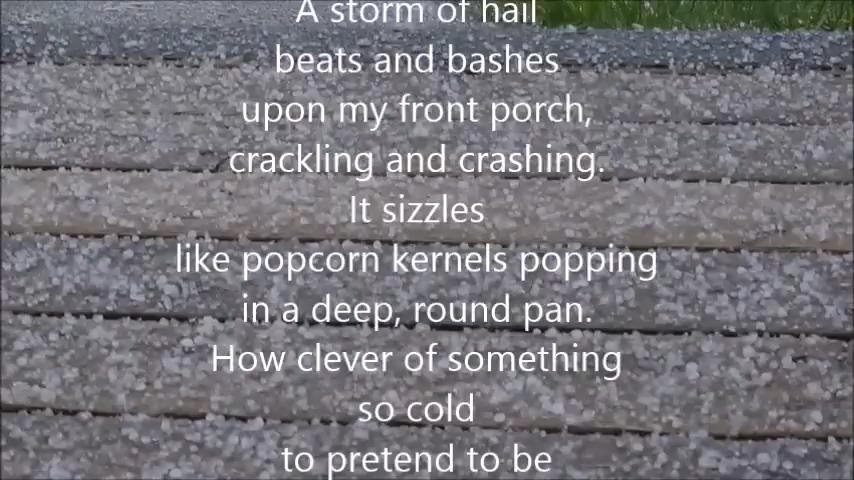 A storm of hail
beats and bashes
upon my front porch,
crackling and crashing.
It sizzles
like popcorn kernels popping
in a deep, round pan.
How clever of something
so cold
to pretend to be